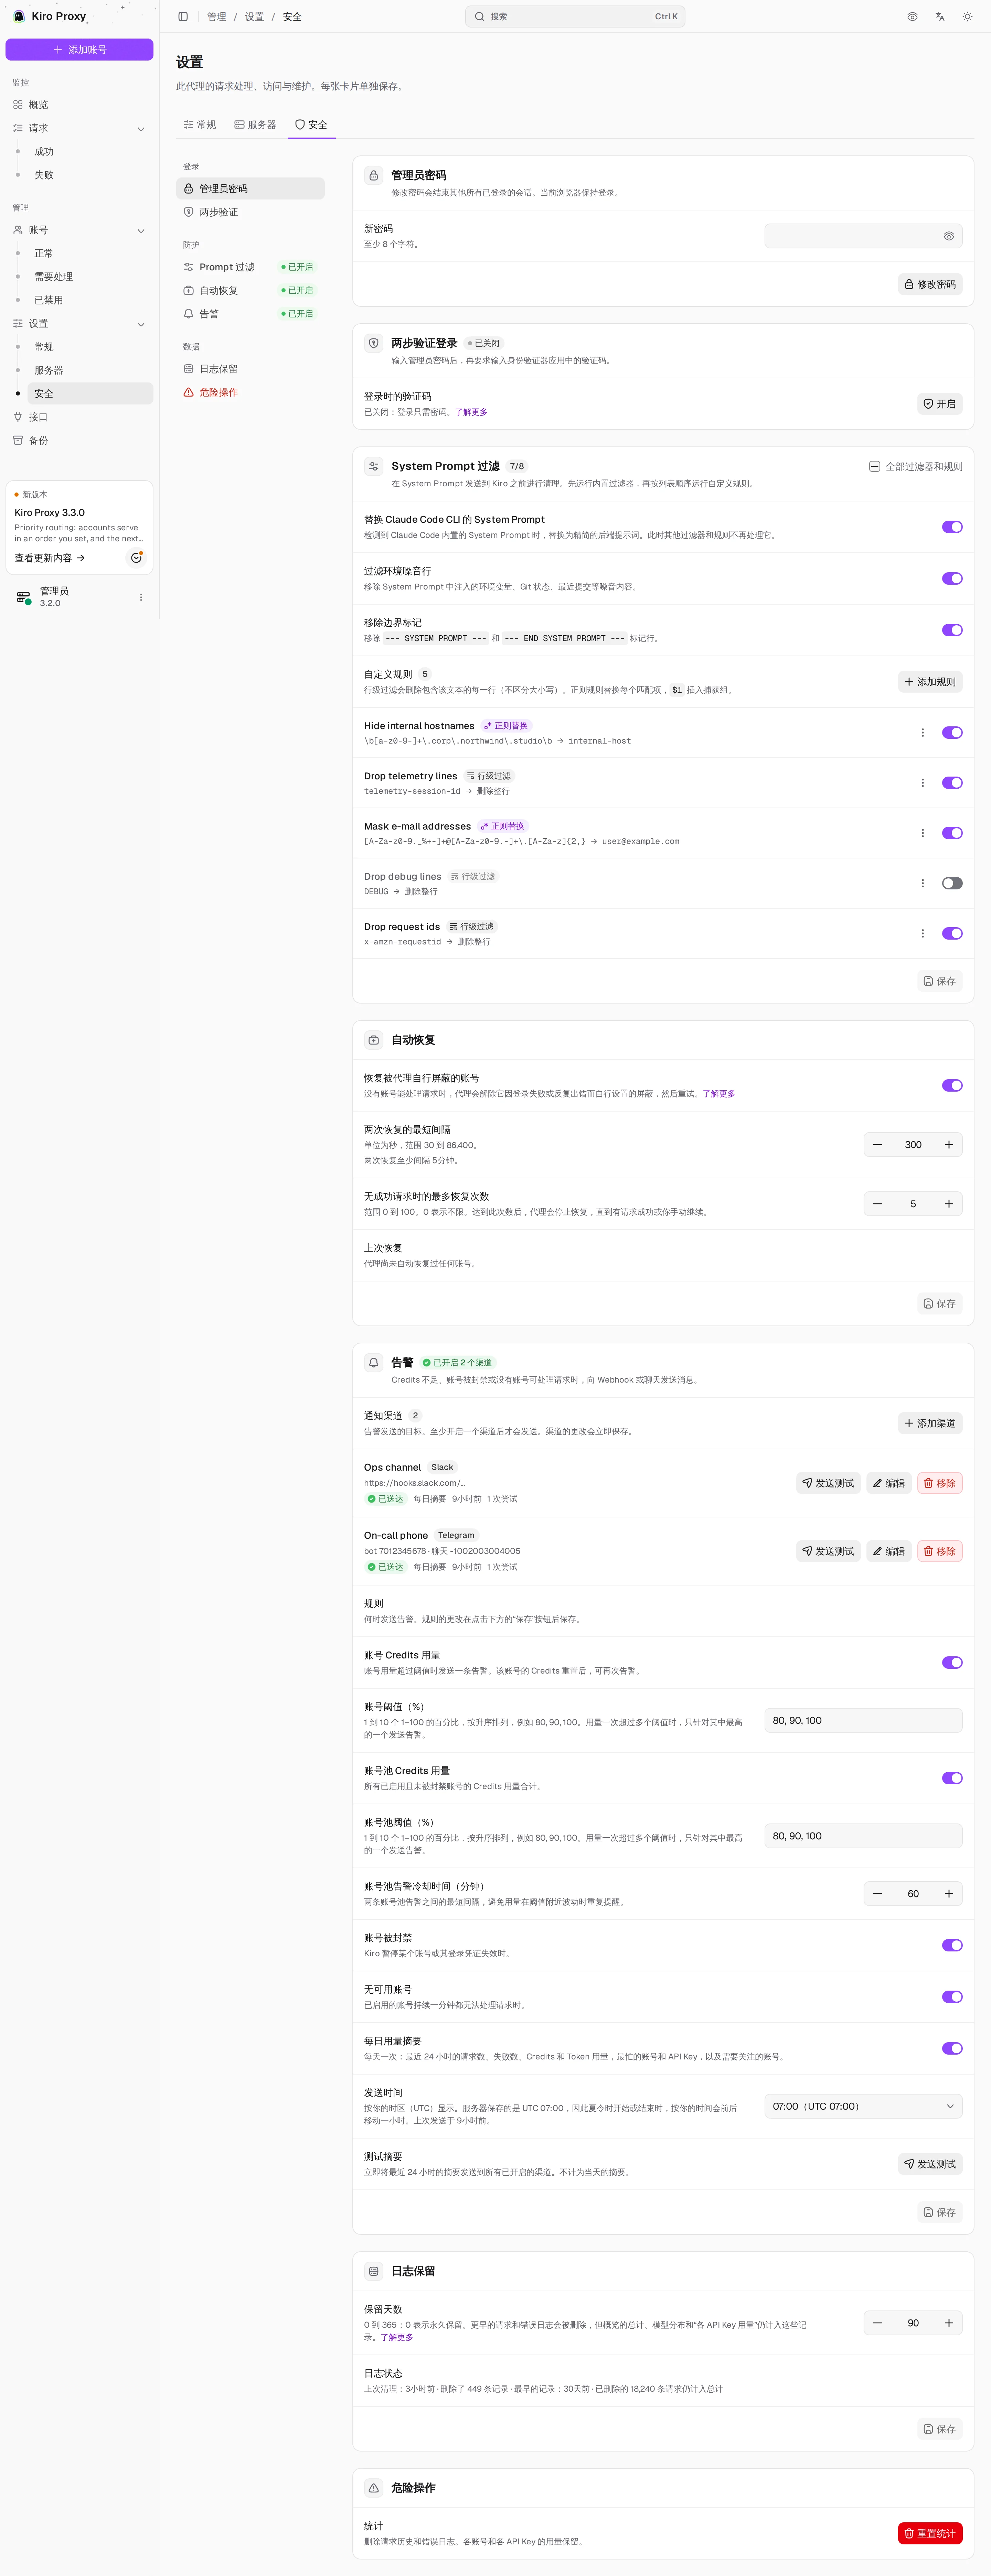 Kiro Proxy
管理 / 设置 / 安全
搜索
Ctrl K
添加账号
监控
概览
请求
成功
失败
管理
账号
正常
需要处理
已禁用
设置
常规
服务器
安全
接口
备份
新版本
Kiro Proxy 3.3.0
Priority routing: accounts serve
in an order you set, and the next...
查看更新内容
管理员
3.2.0
设置
此代理的请求处理、访问与维护。每张卡片单独保存。
常规
服务器
安全
登录
管理员密码
两步验证
防护
Prompt 过滤 已开启
自动恢复 已开启
告警 已开启
数据
日志保留
危险操作
管理员密码
修改密码会结束其他所有已登录的会话。当前浏览器保持登录。
新密码
至少 8 个字符。
修改密码
两步验证登录 已关闭
输入管理员密码后，再要求输入身份验证器应用中的验证码。
登录时的验证码
已关闭：登录只需密码。了解更多
开启
System Prompt 过滤 7/8
全部过滤器和规则
在 System Prompt 发送到 Kiro 之前进行清理。先运行内置过滤器，再按列表顺序运行自定义规则。
替换 Claude Code CLI 的 System Prompt
检测到 Claude Code 内置的 System Prompt 时，替换为精简的后端提示词。此时其他过滤器和规则不再处理它。
过滤环境噪音行
移除 System Prompt 中注入的环境变量、Git 状态、最近提交等噪音内容。
移除边界标记
移除 --- SYSTEM PROMPT --- 和 --- END SYSTEM PROMPT --- 标记行。
自定义规则 5
行级过滤会删除包含该文本的每一行（不区分大小写）。正则规则替换每个匹配项，$1 插入捕获组。
添加规则
Hide internal hostnames 正则替换
\b[a-z0-9-]+\.corp\.northwind\.studio\b → internal-host
Drop telemetry lines 行级过滤
telemetry-session-id → 删除整行
Mask e-mail addresses 正则替换
[A-Za-z0-9._%+-]+@[A-Za-z0-9.-]+\.[A-Za-z]{2,} → user@example.com
Drop debug lines 行级过滤
DEBUG → 删除整行
Drop request ids 行级过滤
x-amzn-requestid → 删除整行
保存
自动恢复
恢复被代理自行屏蔽的账号
没有账号能处理请求时，代理会解除它因登录失败或反复出错而自行设置的屏蔽，然后重试。了解更多
两次恢复的最短间隔
单位为秒，范围 30 到 86,400。
两次恢复至少间隔 5分钟。
300
无成功请求时的最多恢复次数
范围 0 到 100。0 表示不限。达到此次数后，代理会停止恢复，直到有请求成功或你手动继续。
5
上次恢复
代理尚未自动恢复过任何账号。
保存
告警 已开启 2 个渠道
Credits 不足、账号被封禁或没有账号可处理请求时，向 Webhook 或聊天发送消息。
通知渠道 2
告警发送的目标。至少开启一个渠道后才会发送。渠道的更改会立即保存。
添加渠道
Ops channel Slack
https://hooks.slack.com/...
已送达 每日摘要 9小时前 1 次尝试
发送测试 编辑 移除
On-call phone Telegram
bot 7012345678 · 聊天 -1002003004005
已送达 每日摘要 9小时前 1 次尝试
发送测试 编辑 移除
规则
何时发送告警。规则的更改在点击下方的“保存”按钮后保存。
账号 Credits 用量
账号用量超过阈值时发送一条告警。该账号的 Credits 重置后，可再次告警。
账号阈值（%）
1 到 10 个 1–100 的百分比，按升序排列，例如 80, 90, 100。用量一次超过多个阈值时，只针对其中最高
的一个发送告警。
80, 90, 100
账号池 Credits 用量
所有已启用且未被封禁账号的 Credits 用量合计。
账号池阈值（%）
1 到 10 个 1–100 的百分比，按升序排列，例如 80, 90, 100。用量一次超过多个阈值时，只针对其中最高
的一个发送告警。
80, 90, 100
账号池告警冷却时间（分钟）
两条账号池告警之间的最短间隔，避免用量在阈值附近波动时重复提醒。
60
账号被封禁
Kiro 暂停某个账号或其登录凭证失效时。
无可用账号
已启用的账号持续一分钟都无法处理请求时。
每日用量摘要
每天一次：最近 24 小时的请求数、失败数、Credits 和 Token 用量，最忙的账号和 API Key，以及需要关注的账号。
发送时间
按你的时区（UTC）显示。服务器保存的是 UTC 07:00，因此夏令时开始或结束时，按你的时间会前后
移动一小时。上次发送于 9小时前。
07:00（UTC 07:00）
测试摘要
立即将最近 24 小时的摘要发送到所有已开启的渠道。不计为当天的摘要。
发送测试
保存
日志保留
保留天数
0 到 365；0 表示永久保留。更早的请求和错误日志会被删除，但概览的总计、模型分布和“各 API Key 用量”仍计入这些记
录。了解更多
90
日志状态
上次清理：3小时前 · 删除了 449 条记录 · 最早的记录：30天前 · 已删除的 18,240 条请求仍计入总计
保存
危险操作
统计
删除请求历史和错误日志。各账号和各 API Key 的用量保留。
重置统计